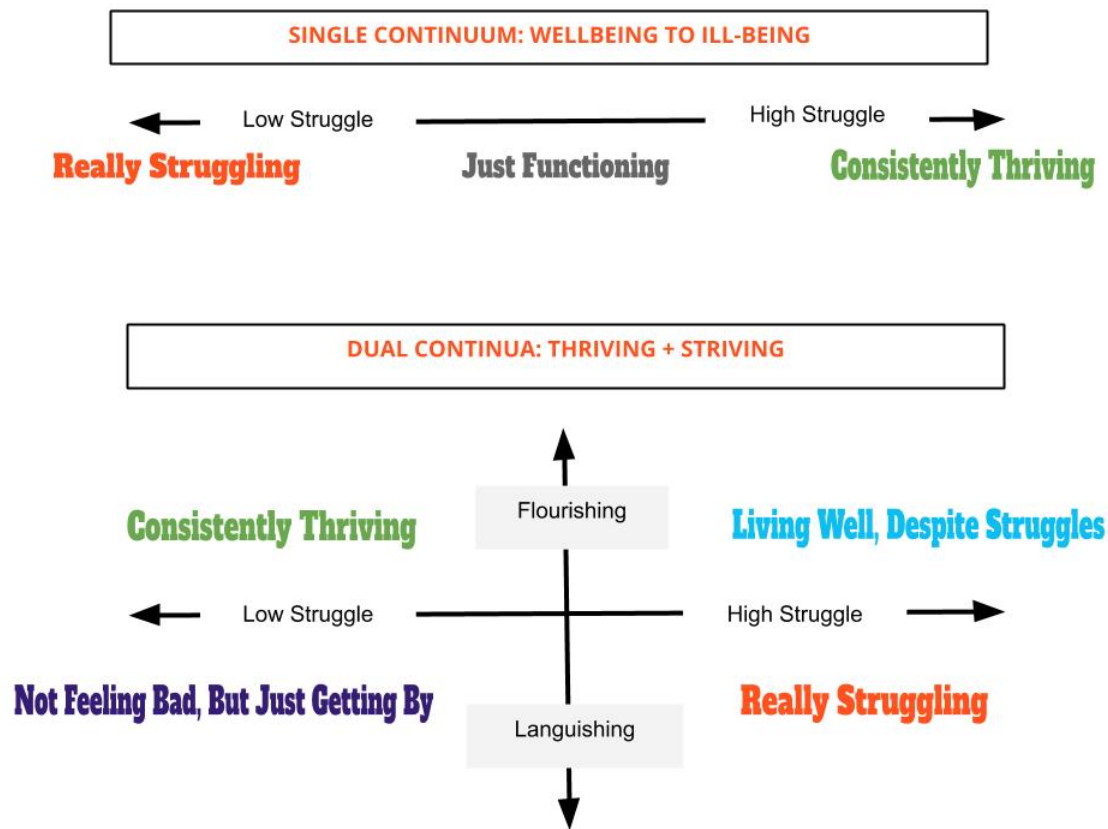 SINGLE CONTINUUM: WELLBEING TO ILL-BEING
Low Struggle
High Struggle
Really Struggling
Just Functioning
Consistently Thriving
DUAL CONTINUA: THRIVING + STRIVING
Flourishing
Consistently Thriving
Living Well, Despite Struggles
Low Struggle
High Struggle
Not Feeling Bad, But Just Getting By
Really Struggling
Languishing